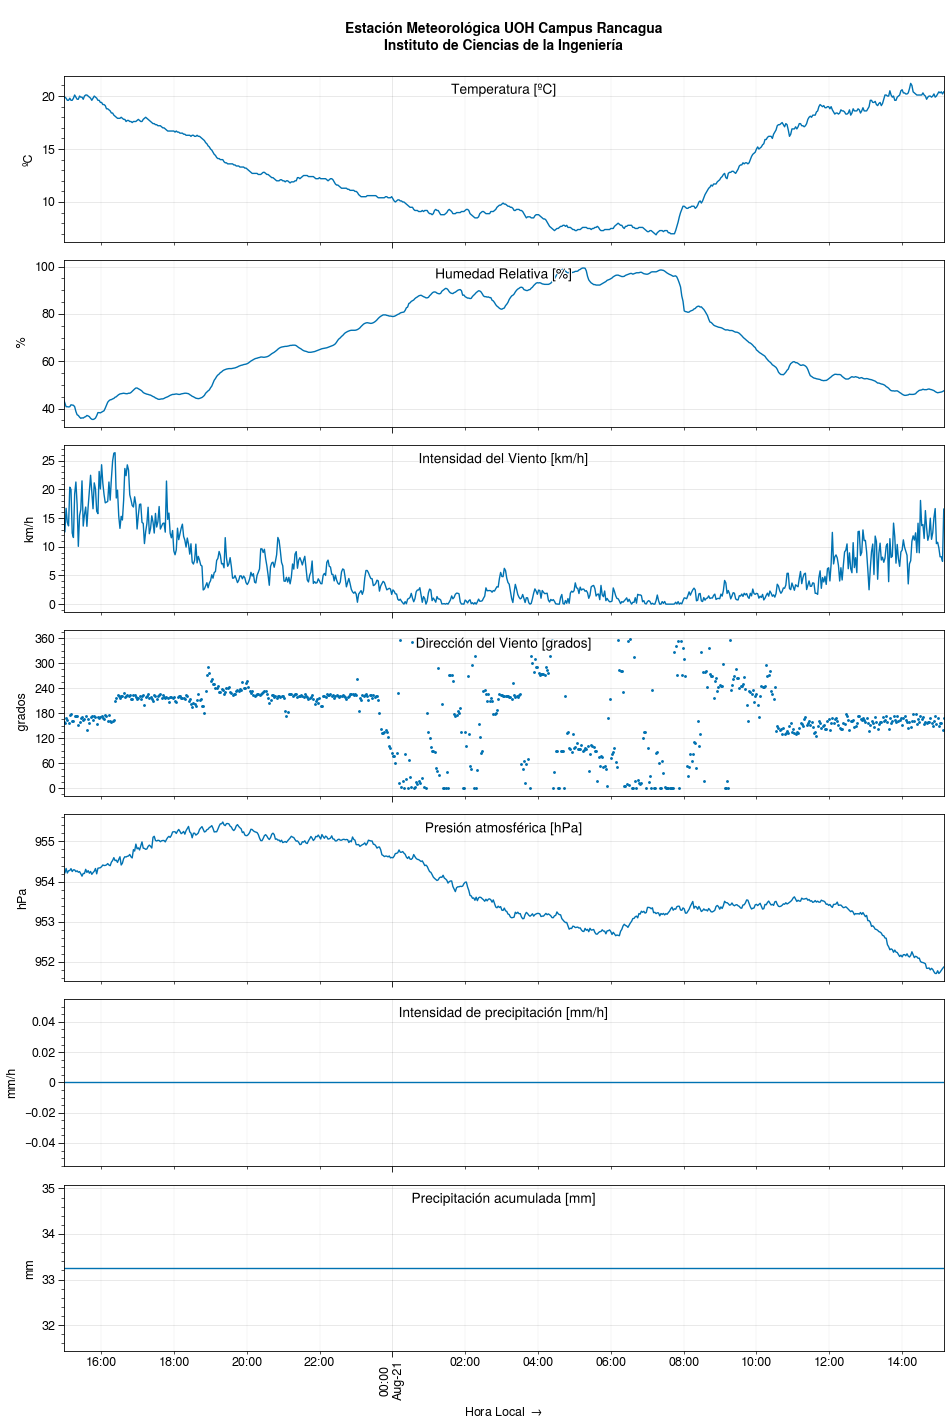 Estación Meteorológica UOH Campus Rancagua
Instituto de Ciencias de la Ingeniería
Temperatura [ºC]
20
15
10
ºC
Humedad Relativa [%]
100
80
60
40
%
Intensidad del Viento [km/h]
25
20
15
10
5
0
km/h
Dirección del Viento [grados]
360
300
240
180
120
60
0
grados
Presión atmosférica [hPa]
955
954
953
952
hPa
Intensidad de precipitación [mm/h]
0.04
0.02
0
−0.02
−0.04
mm/h
Precipitación acumulada [mm]
35
34
33
32
mm
16:00 18:00 20:00 22:00 00:00 02:00 04:00 06:00 08:00 10:00 12:00 14:00
Aug-21
Hora Local →